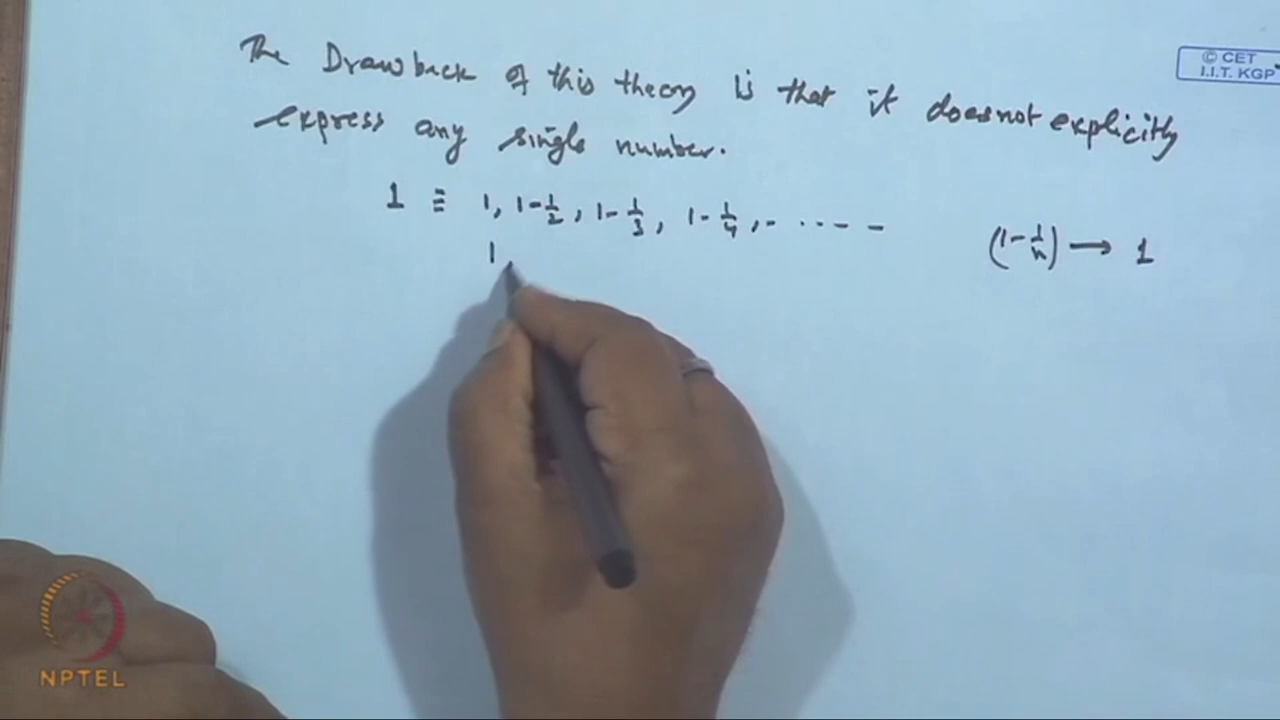 The Drawback of this theory is that it does not explicitly
express any single number.
1 ≡ 1, 1-1/2, 1-1/3, 1-1/4, - ... - -
(1-1/n) → 1
1,
© CET
I.I.T. KGP
NPTEL